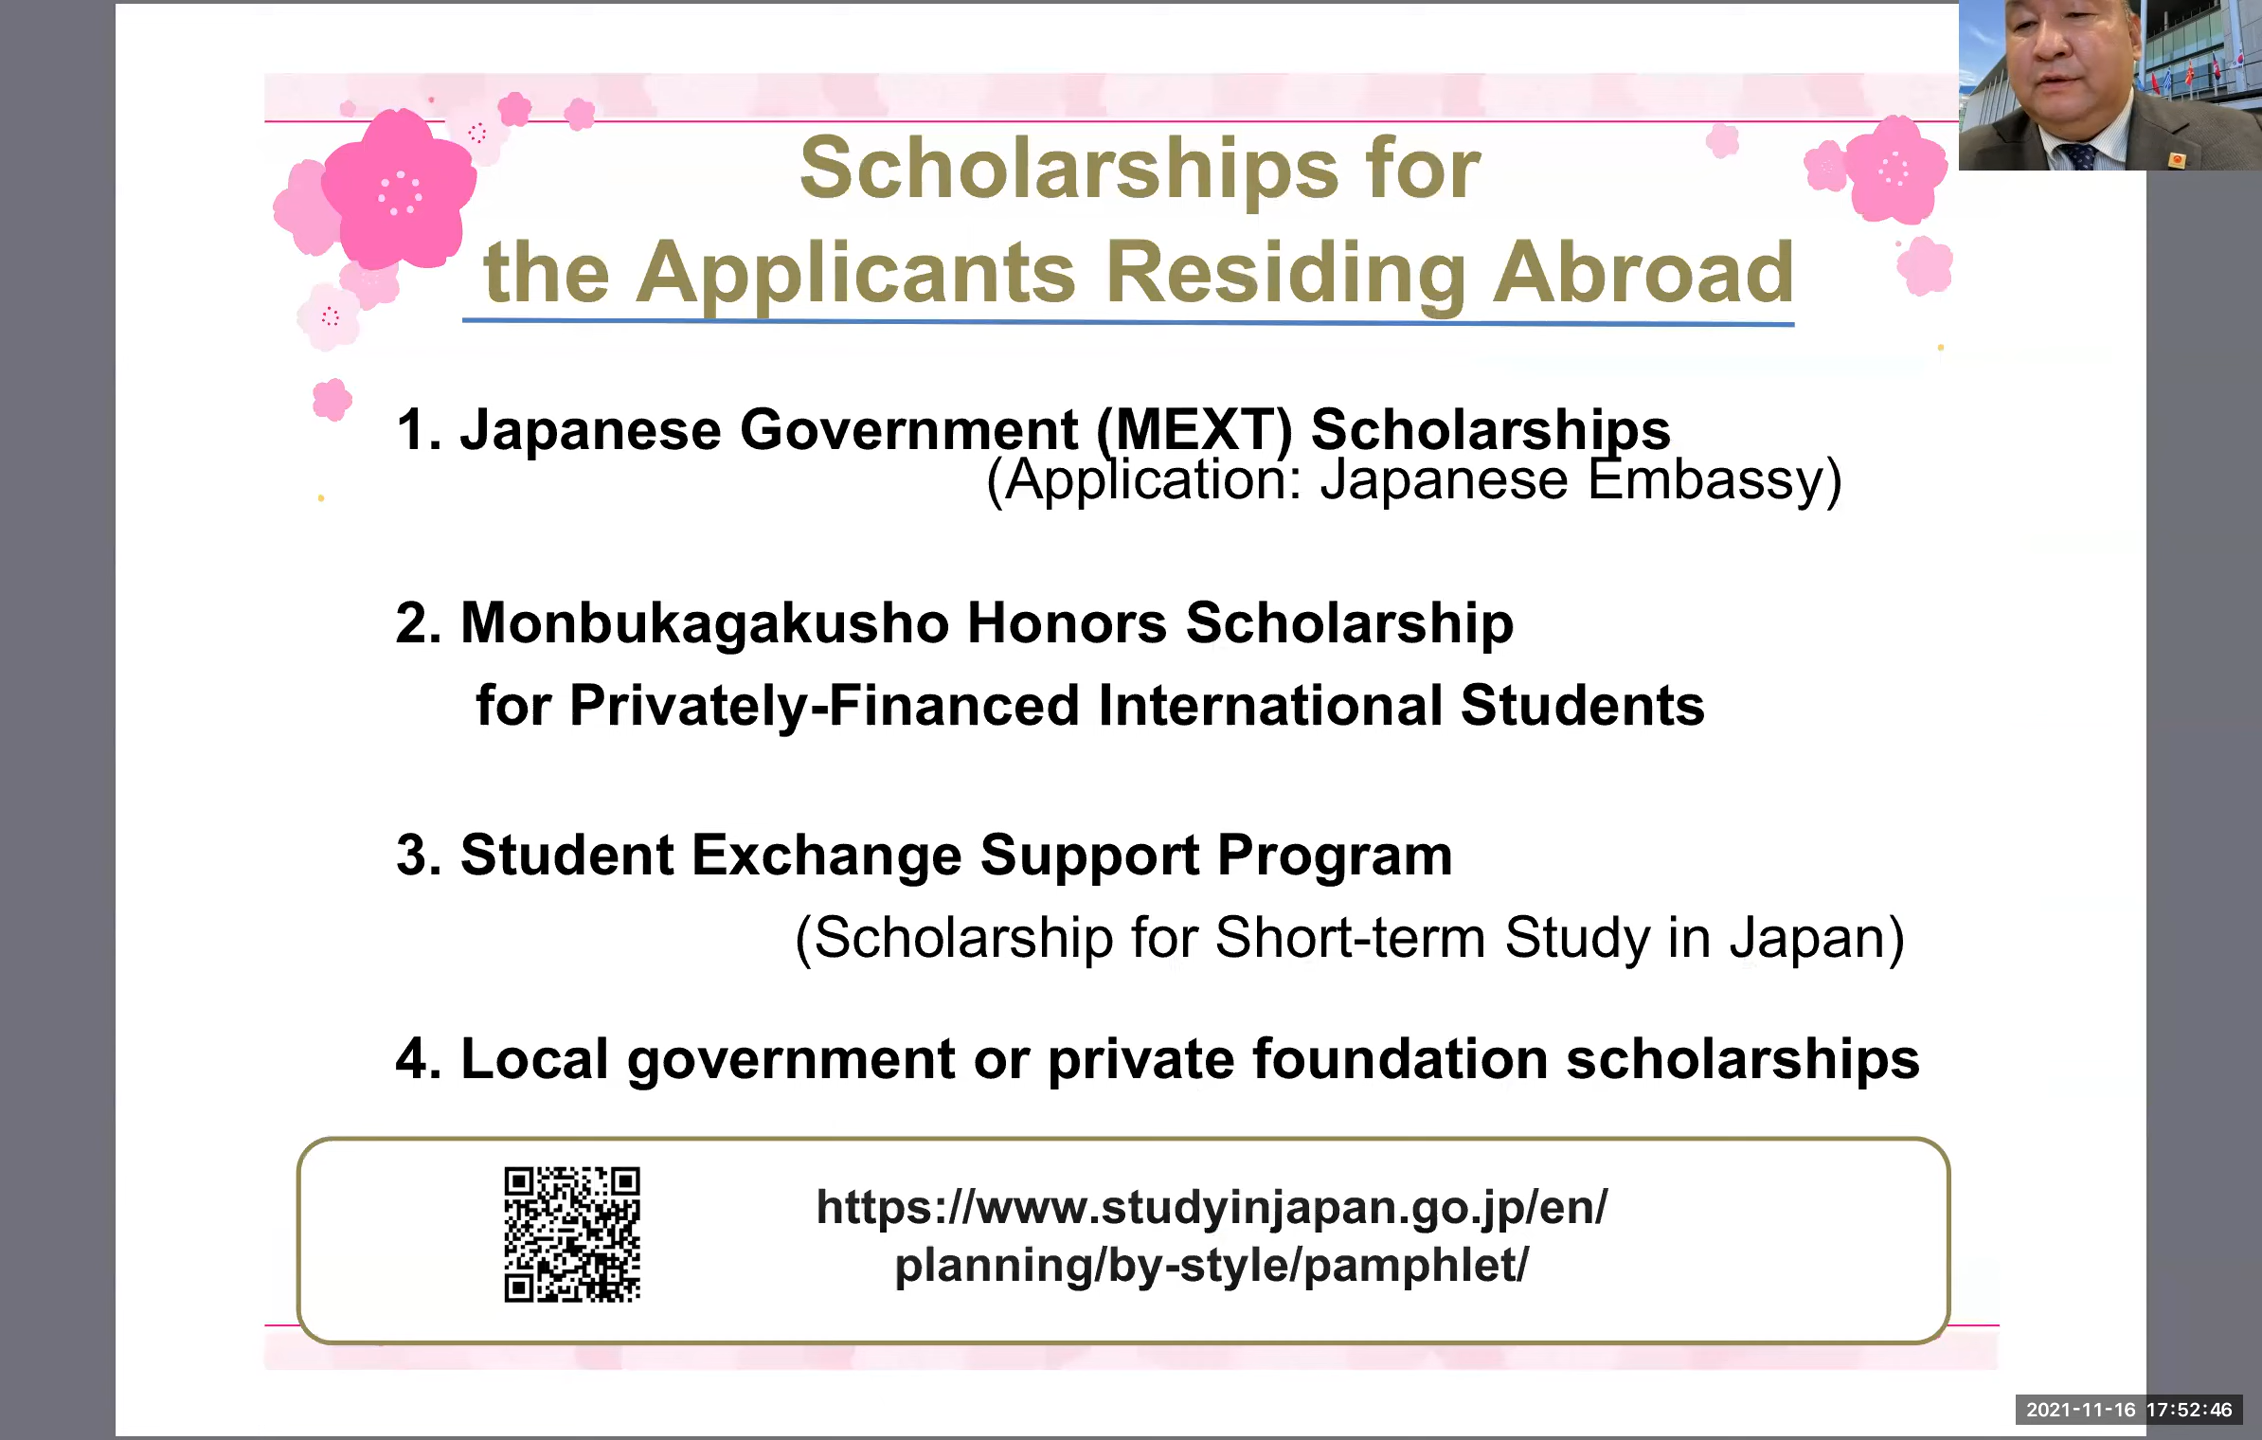 Scholarships for
the Applicants Residing Abroad
1. Japanese Government (MEXT) Scholarships
(Application: Japanese Embassy)
2. Monbukagakusho Honors Scholarship
for Privately-Financed International Students
3. Student Exchange Support Program
(Scholarship for Short-term Study in Japan)
4. Local government or private foundation scholarships
https://www.studyinjapan.go.jp/en/
planning/by-style/pamphlet/
2021-11-16 17:52:46